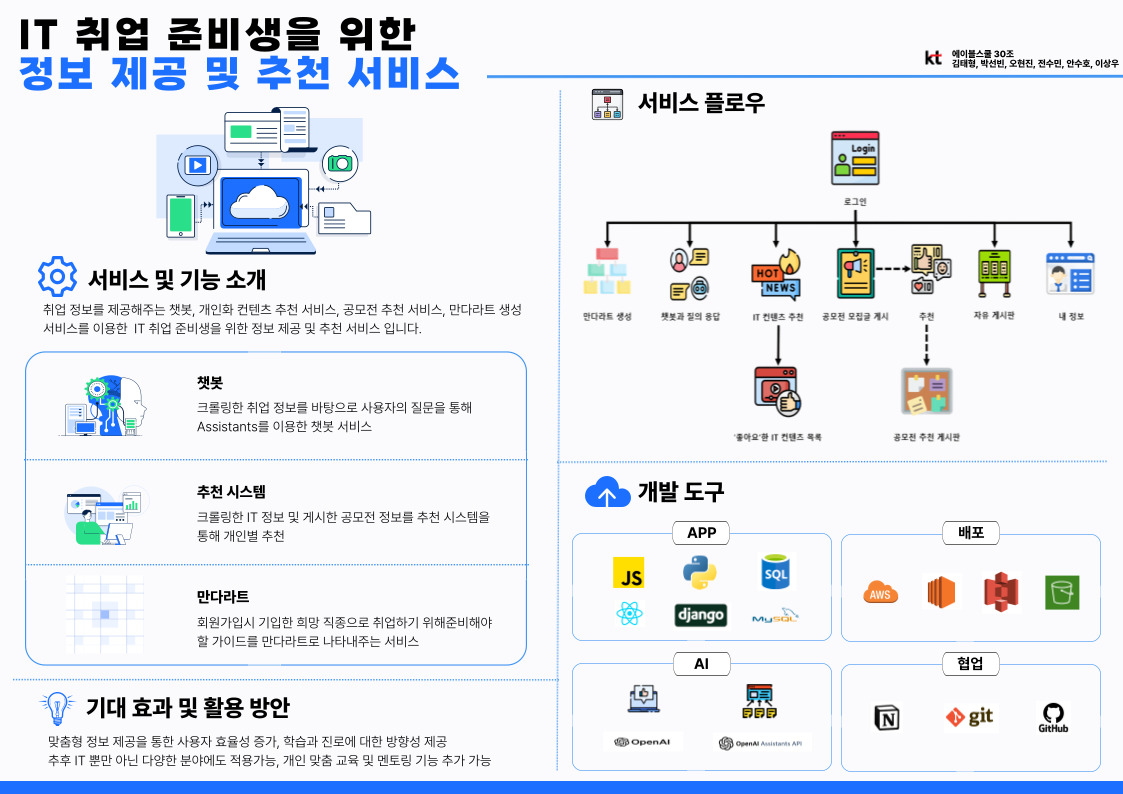 IT 취업 준비생을 위한
정보 제공 및 추천 서비스
kt
에이블스쿨 30조
김태형, 박선빈, 오현진, 전수민, 안수호, 이상우
서비스 및 기능 소개
취업 정보를 제공해주는 챗봇, 개인화 컨텐츠 추천 서비스, 공모전 추천 서비스, 만다라트 생성
서비스를 이용한 IT 취업 준비생을 위한 정보 제공 및 추천 서비스 입니다.
챗봇
크롤링한 취업 정보를 바탕으로 사용자의 질문을 통해
Assistants를 이용한 챗봇 서비스
추천 시스템
크롤링한 IT 정보 및 게시한 공모전 정보를 추천 시스템을
통해 개인별 추천
만다라트
회원가입시 기입한 희망 직종으로 취업하기 위해준비해야
할 가이드를 만다라트로 나타내주는 서비스
기대 효과 및 활용 방안
맞춤형 정보 제공을 통한 사용자 효율성 증가, 학습과 진로에 대한 방향성 제공
추후 IT 뿐만 아닌 다양한 분야에도 적용가능, 개인 맞춤 교육 및 멘토링 기능 추가 가능
서비스 플로우
Login
로그인
HOT
NEWS
10
만다라트 생성
챗봇과 질의 응답
IT 컨텐츠 추천
공모전 모집글 게시
추천
자유 게시판
내 정보
'좋아요'한 IT 컨텐츠 목록
공모전 추천 게시판
개발 도구
APP
JS
SQL
django
MySQL
배포
AWS
AI
OpenAI
OpenAI Assistants API
협업
N
git
GitHub